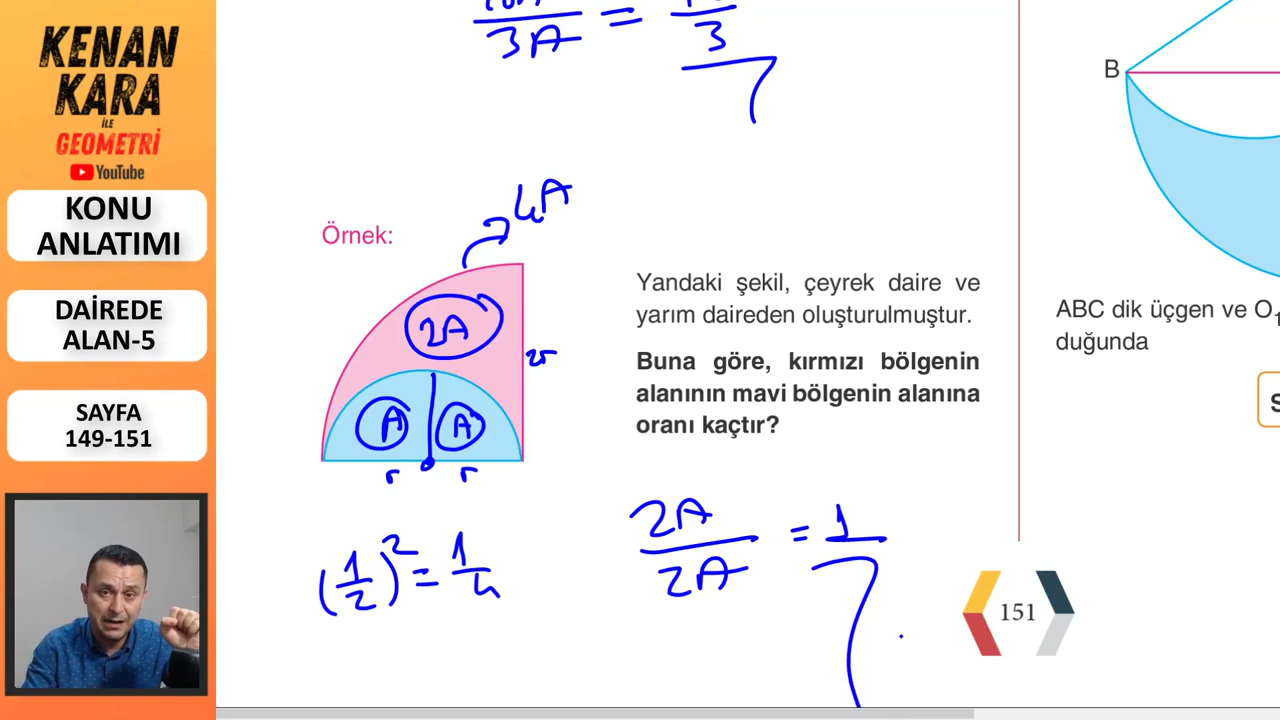 KENAN
KARA
İLE
GEOMETRİ
YouTube
KONU
ANLATIMI
DAİREDE
ALAN-5
SAYFA
149-151
3A = 3
B
Örnek:
4A
2A
2r
A
A
r
r
Yandaki şekil, çeyrek daire ve
yarım daireden oluşturulmuştur.
Buna göre, kırmızı bölgenin
alanının mavi bölgenin alanına
oranı kaçtır?
(1/2)² = 1/4
2A/2A = 1
151
ABC dik üçgen ve O₁
duğunda
S